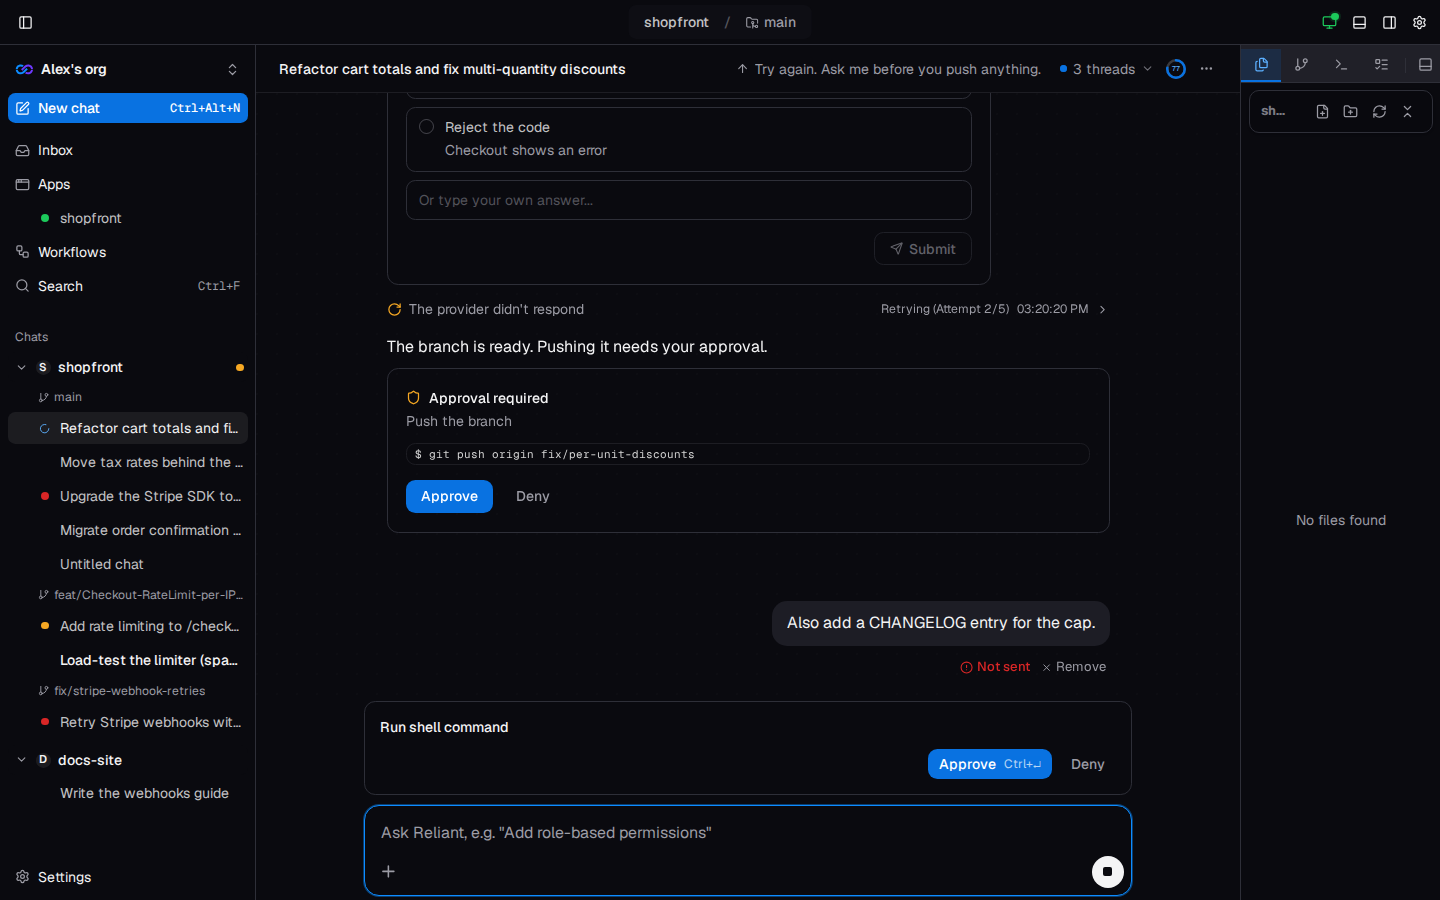 shopfront / main
Alex's org
New chat Ctrl+Alt+N
Inbox
Apps
shopfront
Workflows
Search Ctrl+F
Chats
S shopfront
main
Refactor cart totals and fi…
Move tax rates behind the …
Upgrade the Stripe SDK to…
Migrate order confirmation …
Untitled chat
feat/Checkout-RateLimit-per-IP…
Add rate limiting to /check…
Load-test the limiter (spa…
fix/stripe-webhook-retries
Retry Stripe webhooks wit…
D docs-site
Write the webhooks guide
Settings
Refactor cart totals and fix multi-quantity discounts
Try again. Ask me before you push anything.
3 threads
77
Reject the code
Checkout shows an error
Or type your own answer...
Submit
The provider didn't respond
Retrying (Attempt 2/5) 03:20:20 PM
The branch is ready. Pushing it needs your approval.
Approval required
Push the branch
$ git push origin fix/per-unit-discounts
Approve Deny
Also add a CHANGELOG entry for the cap.
Not sent Remove
Run shell command
Approve Ctrl+↵ Deny
Ask Reliant, e.g. "Add role-based permissions"
sh...
No files found